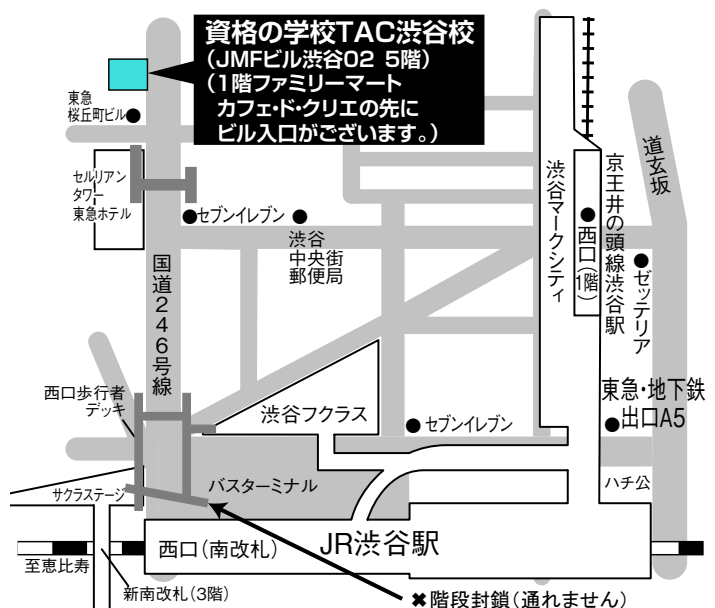 資格の学校TAC渋谷校
(JMFビル渋谷02 5階)
(1階ファミリーマート
カフェ・ド・クリエの先に
ビル入口がございます。)
東急
桜丘町ビル
セルリアン
タワー
東急ホテル
セブンイレブン
渋谷
中央街
郵便局
国道246号線
渋谷マークシティ
西口(1階)
京王井の頭線渋谷駅
道玄坂
ゼッテリア
東急・地下鉄
出口A5
西口歩行者
デッキ
渋谷フクラス
セブンイレブン
サクラステージ
バスターミナル
ハチ公
西口(南改札)
JR渋谷駅
至恵比寿
新南改札(3階)
✖階段封鎖(通れません)